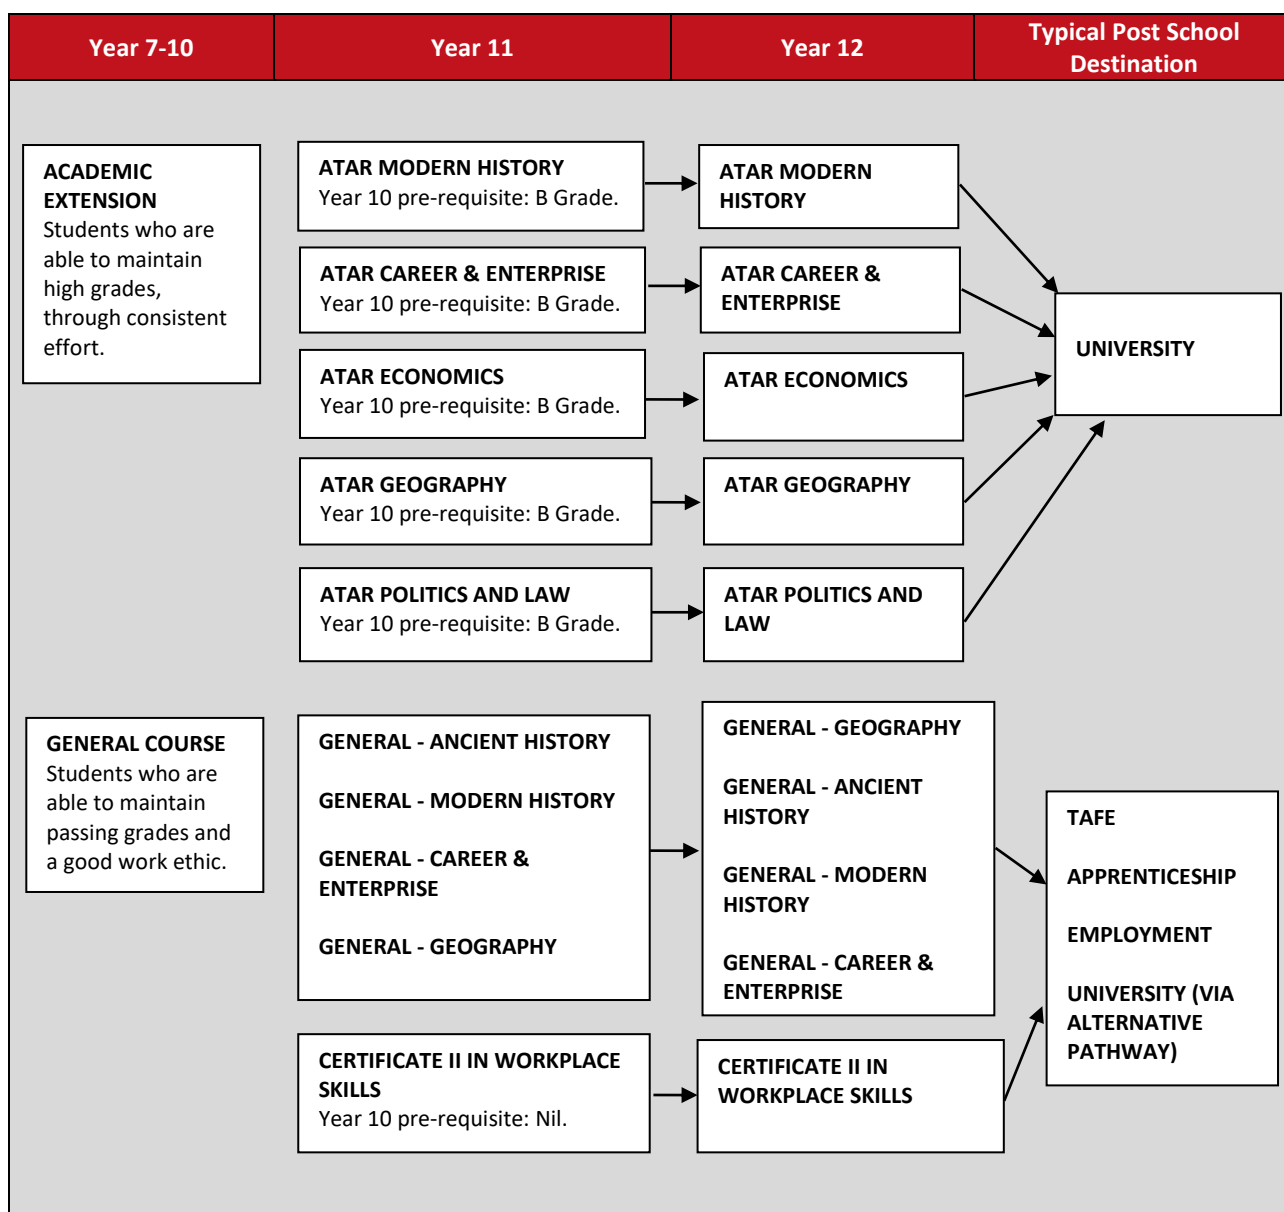 Year 7-10
Year 11
Year 12
Typical Post School
Destination
ACADEMIC
EXTENSION
Students who are
able to maintain
high grades,
through consistent
effort.
ATAR MODERN HISTORY
Year 10 pre-requisite: B Grade.
ATAR MODERN
HISTORY
ATAR CAREER & ENTERPRISE
Year 10 pre-requisite: B Grade.
ATAR CAREER &
ENTERPRISE
ATAR ECONOMICS
Year 10 pre-requisite: B Grade.
ATAR ECONOMICS
ATAR GEOGRAPHY
Year 10 pre-requisite: B Grade.
ATAR GEOGRAPHY
ATAR POLITICS AND LAW
Year 10 pre-requisite: B Grade.
ATAR POLITICS AND
LAW
UNIVERSITY
GENERAL COURSE
Students who are
able to maintain
passing grades and
a good work ethic.
GENERAL - ANCIENT HISTORY
GENERAL - MODERN HISTORY
GENERAL - CAREER &
ENTERPRISE
GENERAL - GEOGRAPHY
GENERAL - GEOGRAPHY
GENERAL - ANCIENT
HISTORY
GENERAL - MODERN
HISTORY
GENERAL - CAREER &
ENTERPRISE
CERTIFICATE II IN WORKPLACE
SKILLS
Year 10 pre-requisite: Nil.
CERTIFICATE II IN
WORKPLACE SKILLS
TAFE
APPRENTICESHIP
EMPLOYMENT
UNIVERSITY (VIA
ALTERNATIVE
PATHWAY)